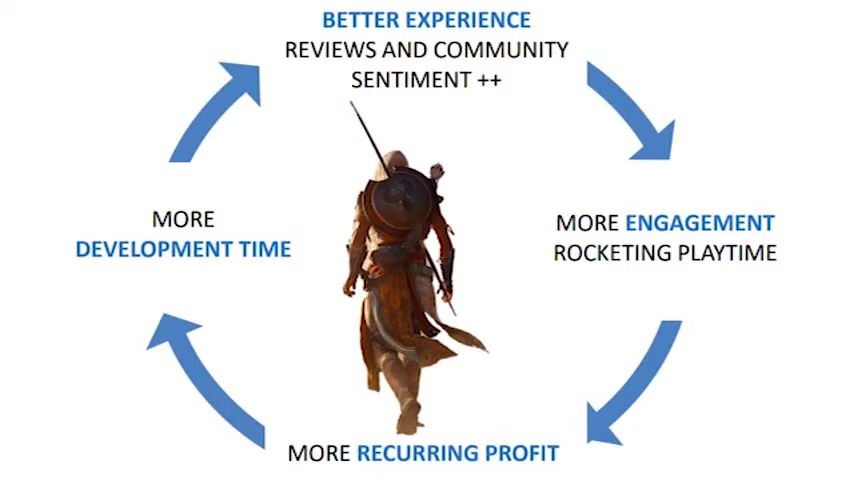 BETTER EXPERIENCE
REVIEWS AND COMMUNITY
SENTIMENT ++
MORE ENGAGEMENT
ROCKETING PLAYTIME
MORE RECURRING PROFIT
MORE
DEVELOPMENT TIME